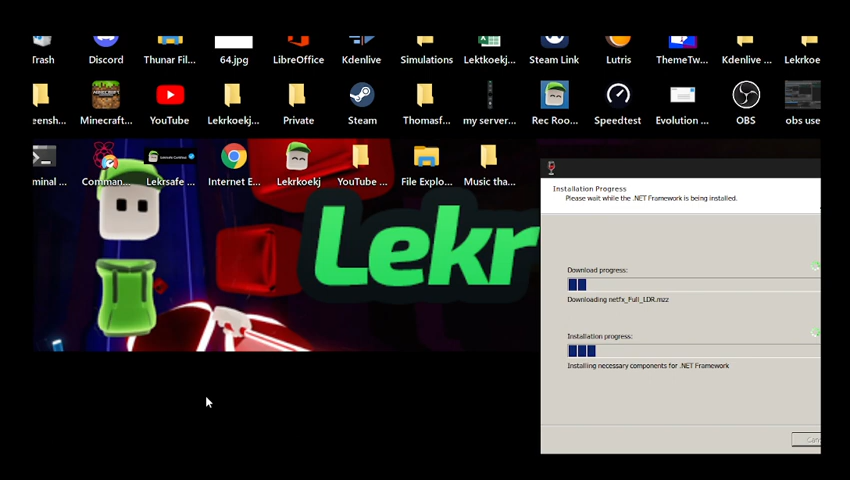 Trash Discord Thunar Fil... 64.jpg LibreOffice Kdenlive Simulations Lektkoekj... Steam Link Lutris ThemeTw... Kdenlive ... Lekrkoe
eensh... Minecraft... YouTube Lekrkoekj... Private Steam Thomasf... my server... Rec Roo... Speedtest Evolution ... OBS obs use
minal ... Comman... Lekrsafe ... Internet E... Lekrkoekj YouTube ... File Explo... Music tha...
Lekr
Installation Progress
Please wait while the .NET Framework is being installed.
Download progress:
Downloading netfx_Full_LDR.mzz
Installation progress:
Installing necessary components for .NET Framework
Can